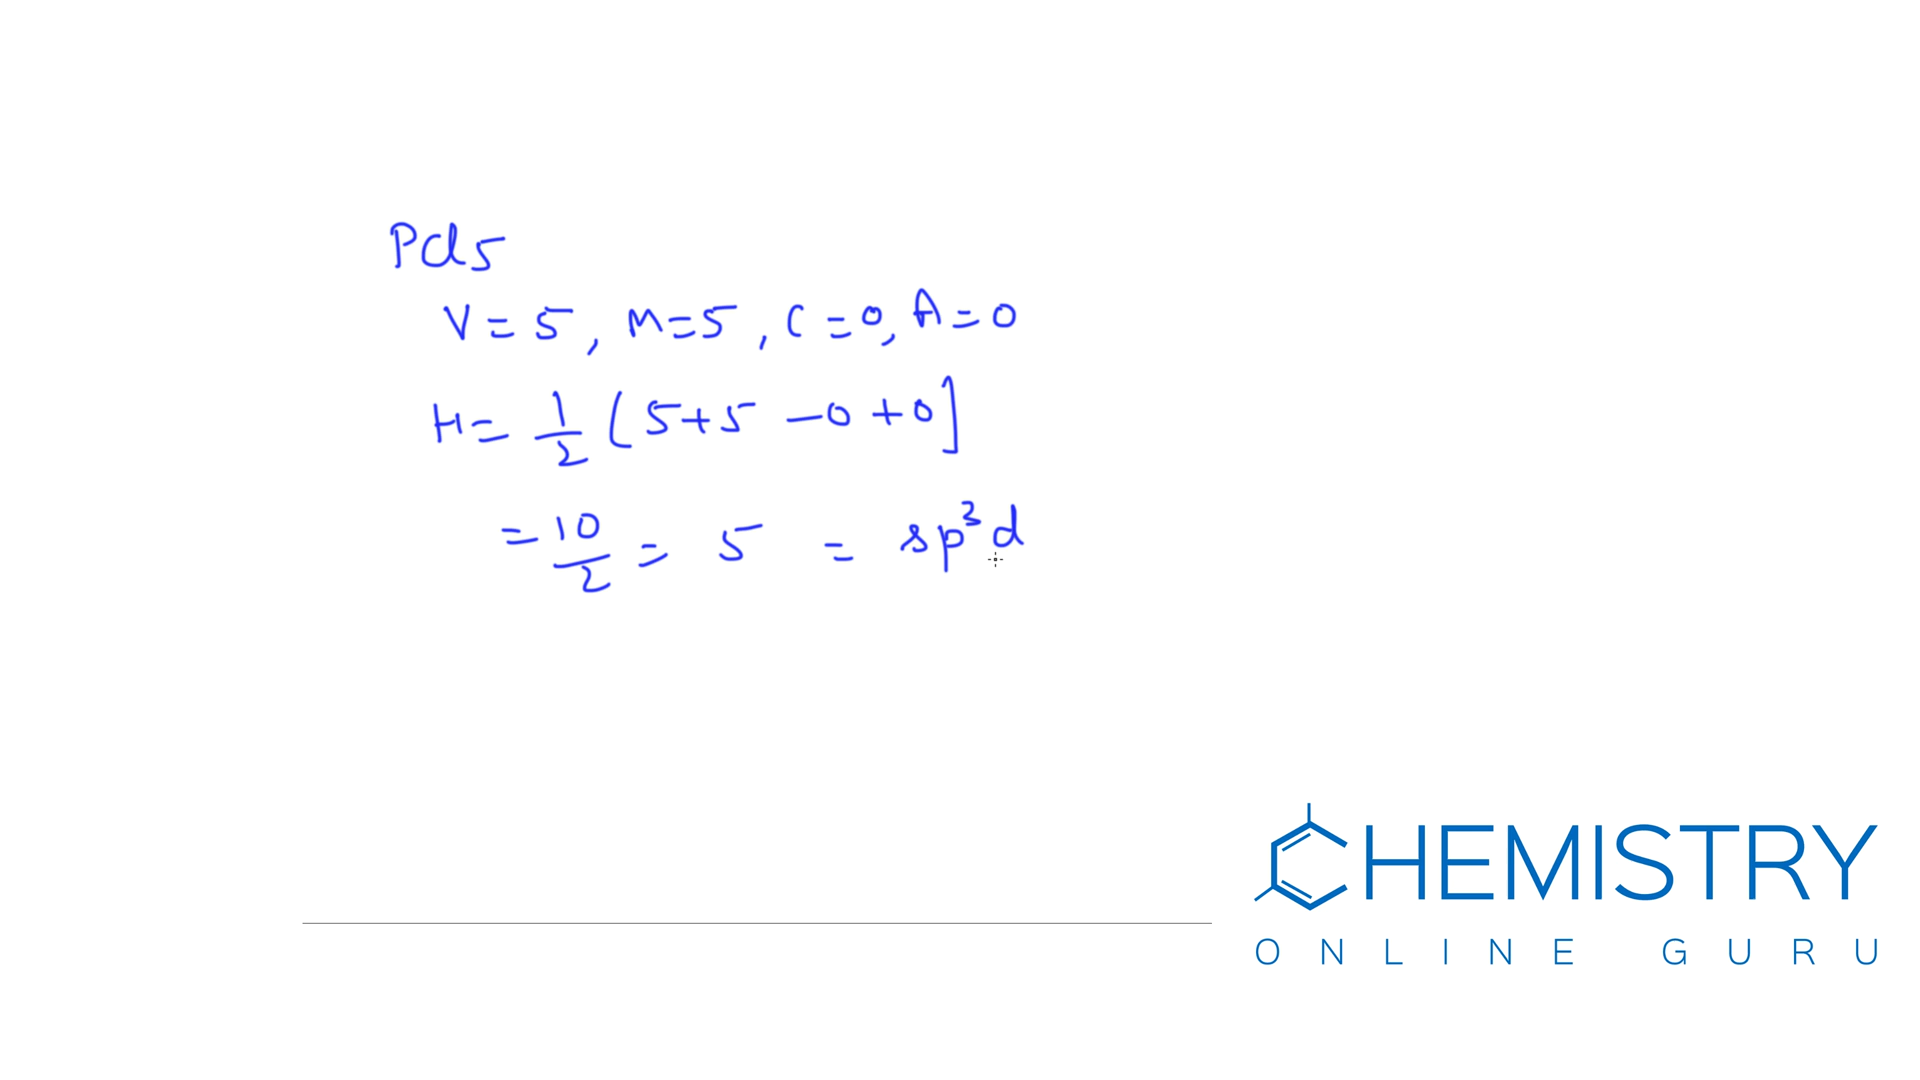 PCl5
V = 5, M = 5, C = 0, A = 0
H = 1/2 (5+5 -0 +0]
= 10/2 = 5 = sp³d
CHEMISTRY
ONLINE GURU